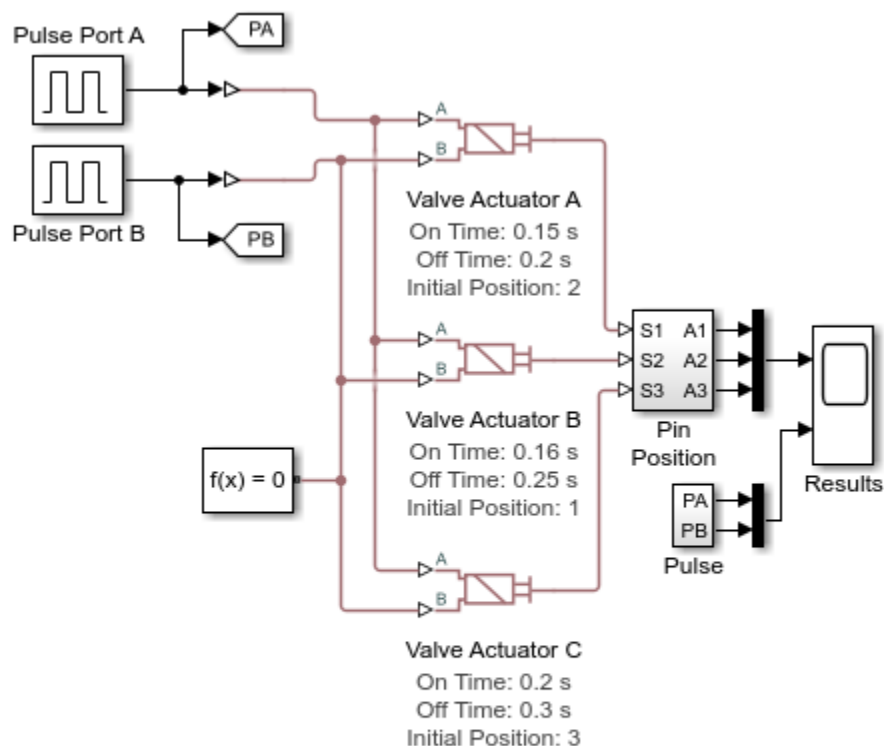 Pulse Port A
PA
Pulse Port B
PB
A
B
Valve Actuator A
On Time: 0.15 s
Off Time: 0.2 s
Initial Position: 2
A
B
Valve Actuator B
On Time: 0.16 s
Off Time: 0.25 s
Initial Position: 1
f(x) = 0
A
B
Valve Actuator C
On Time: 0.2 s
Off Time: 0.3 s
Initial Position: 3
S1 A1
S2 A2
S3 A3
Pin
Position
PA
PB
Pulse
Results